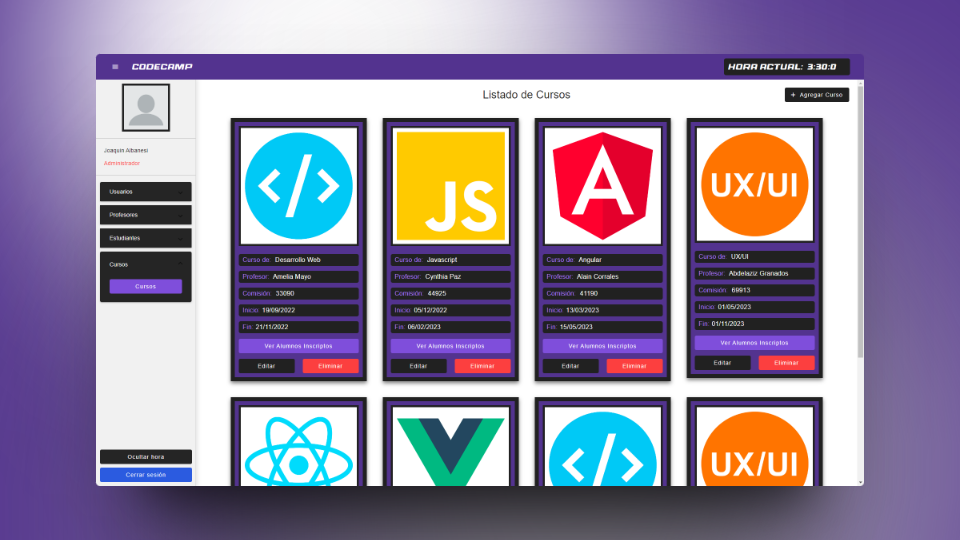 CODECAMP
HORA ACTUAL: 3:30:0
Joaquin Albanesi
Administrador
Usuarios
Profesores
Estudiantes
Cursos
Cursos
Ocultar hora
Cerrar sesión
Listado de Cursos
+ Agregar Curso
</>
Curso de: Desarrollo Web
Profesor: Amelia Mayo
Comisión: 33090
Inicio: 19/09/2022
Fin: 21/11/2022
Ver Alumnos Inscriptos
Editar Eliminar
JS
Curso de: Javascript
Profesor: Cynthia Paz
Comisión: 44925
Inicio: 05/12/2022
Fin: 06/02/2023
Ver Alumnos Inscriptos
Editar Eliminar
A
Curso de: Angular
Profesor: Alain Corrales
Comisión: 41190
Inicio: 13/03/2023
Fin: 15/05/2023
Ver Alumnos Inscriptos
Editar Eliminar
UX/UI
Curso de: UX/UI
Profesor: Abdelaziz Granados
Comisión: 69913
Inicio: 01/05/2023
Fin: 01/11/2023
Ver Alumnos Inscriptos
Editar Eliminar
</>
UX/UI